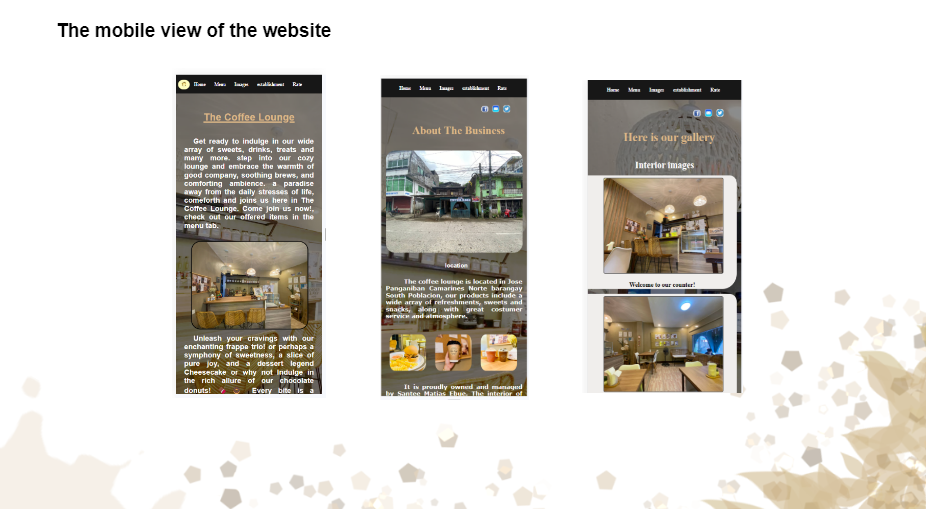 The mobile view of the website
Home Menu Images establishment Rate
The Coffee Lounge
Get ready to indulge in our wide
array of sweets, drinks, treats and
many more. step into our cozy
lounge and embrace the warmth of
good company, soothing brews, and
comforting ambience. a paradise
away from the daily stresses of life,
comeforth and joins us here in The
Coffee Lounge. Come join us now!,
check out our offered items in the
menu tab.
Unleash your cravings with our
enchanting frappe trio! or perhaps a
symphony of sweetness, a slice of
pure joy, and a dessert legend
Cheesecake or why not indulge in
the rich allure of our chocolate
donuts! Every bite is a
Home Menu Images establishment Rate
About The Business
location
The coffee lounge is located in Jose
Panganiban Camarines Norte barangay
South Poblacion, our products include a
wide array of refreshments, sweets and
snacks, along with great costumer
service and atmosphere.
It is proudly owned and managed
by Santee Matias Ebue. The interior of
Home Menu Images establishment Rate
Here is our gallery
Interior images
Welcome to our counter!